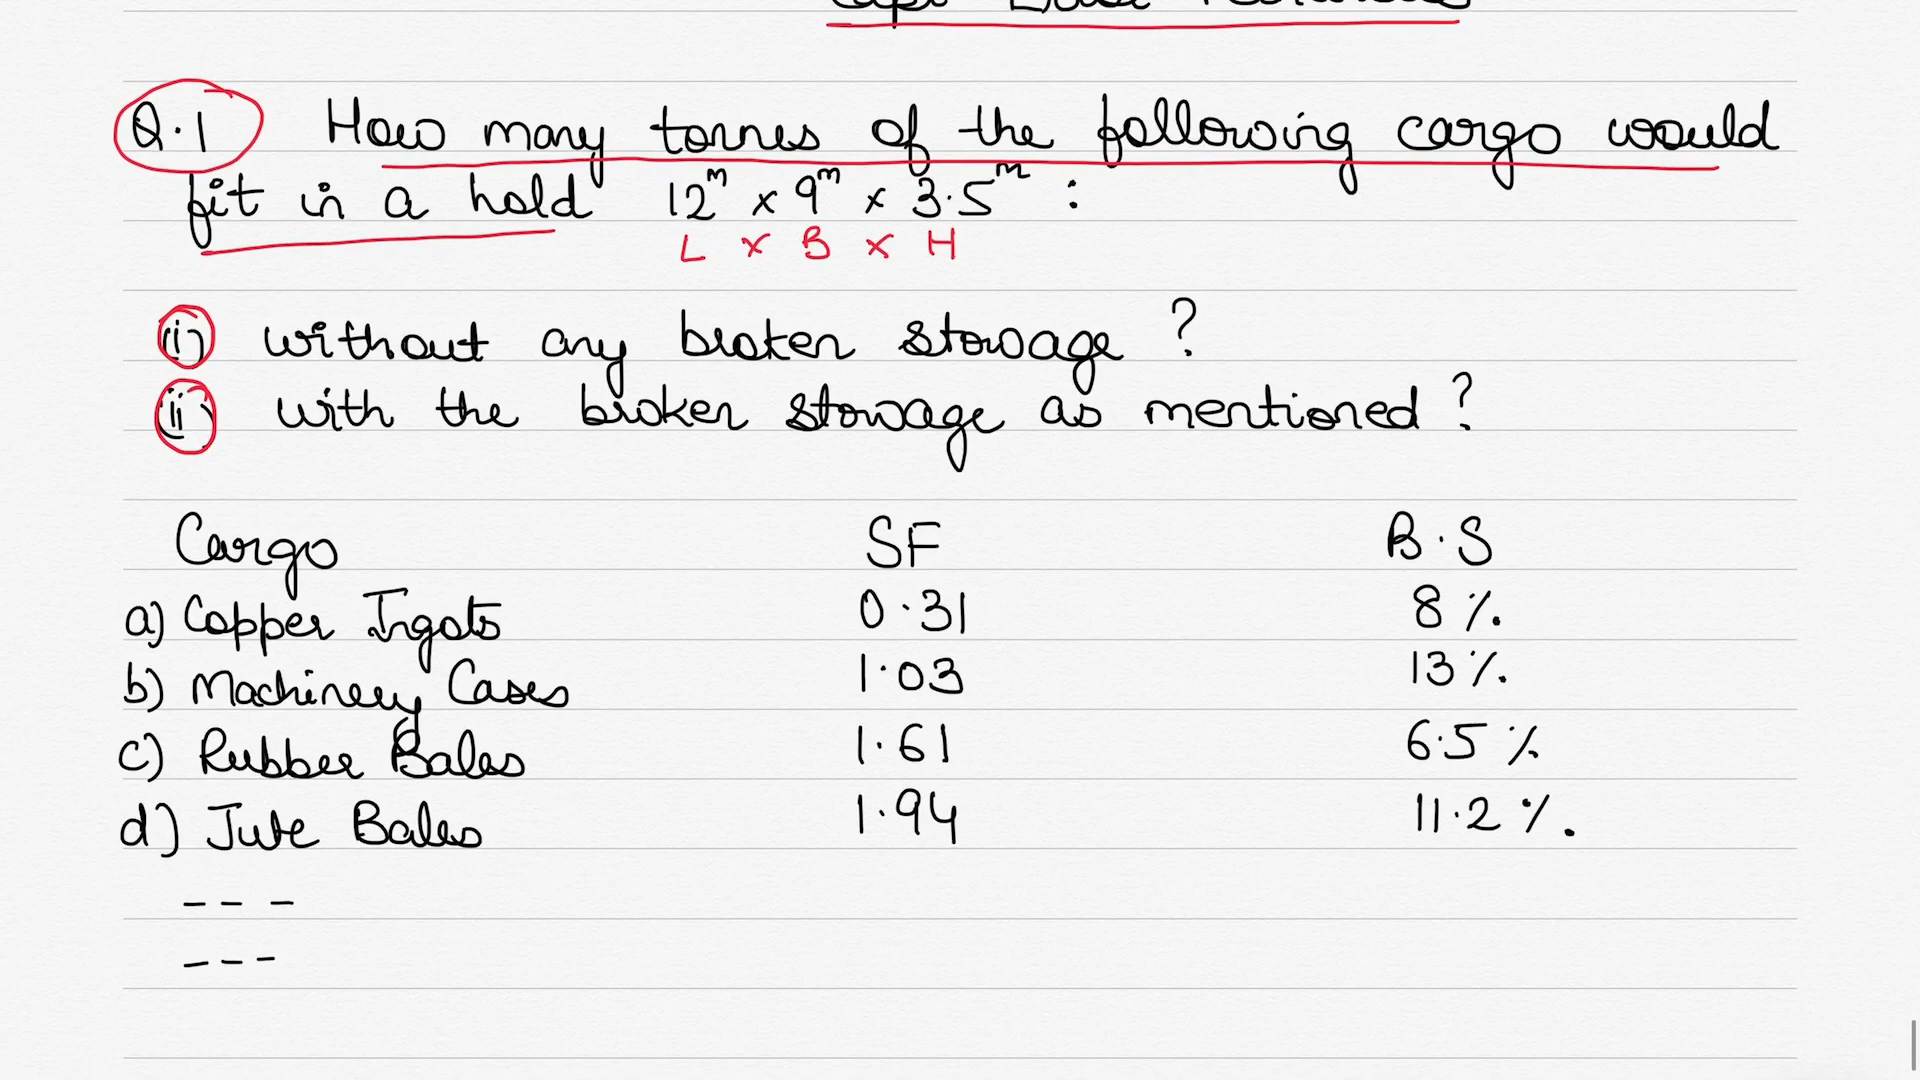 Q.1 How many tonnes of the following cargo would
fit in a hold 12m x 9m x 3.5m :
L x B x H
(i) without any broken stowage ?
(ii) with the broken stowage as mentioned ?
Cargo SF B.S
a) Copper Ingots 0.31 8 %.
b) Machinery Cases 1.03 13 %.
c) Rubber Bales 1.61 6.5 %
d) Jute Bales 1.94 11.2 %.
- - -
- - -